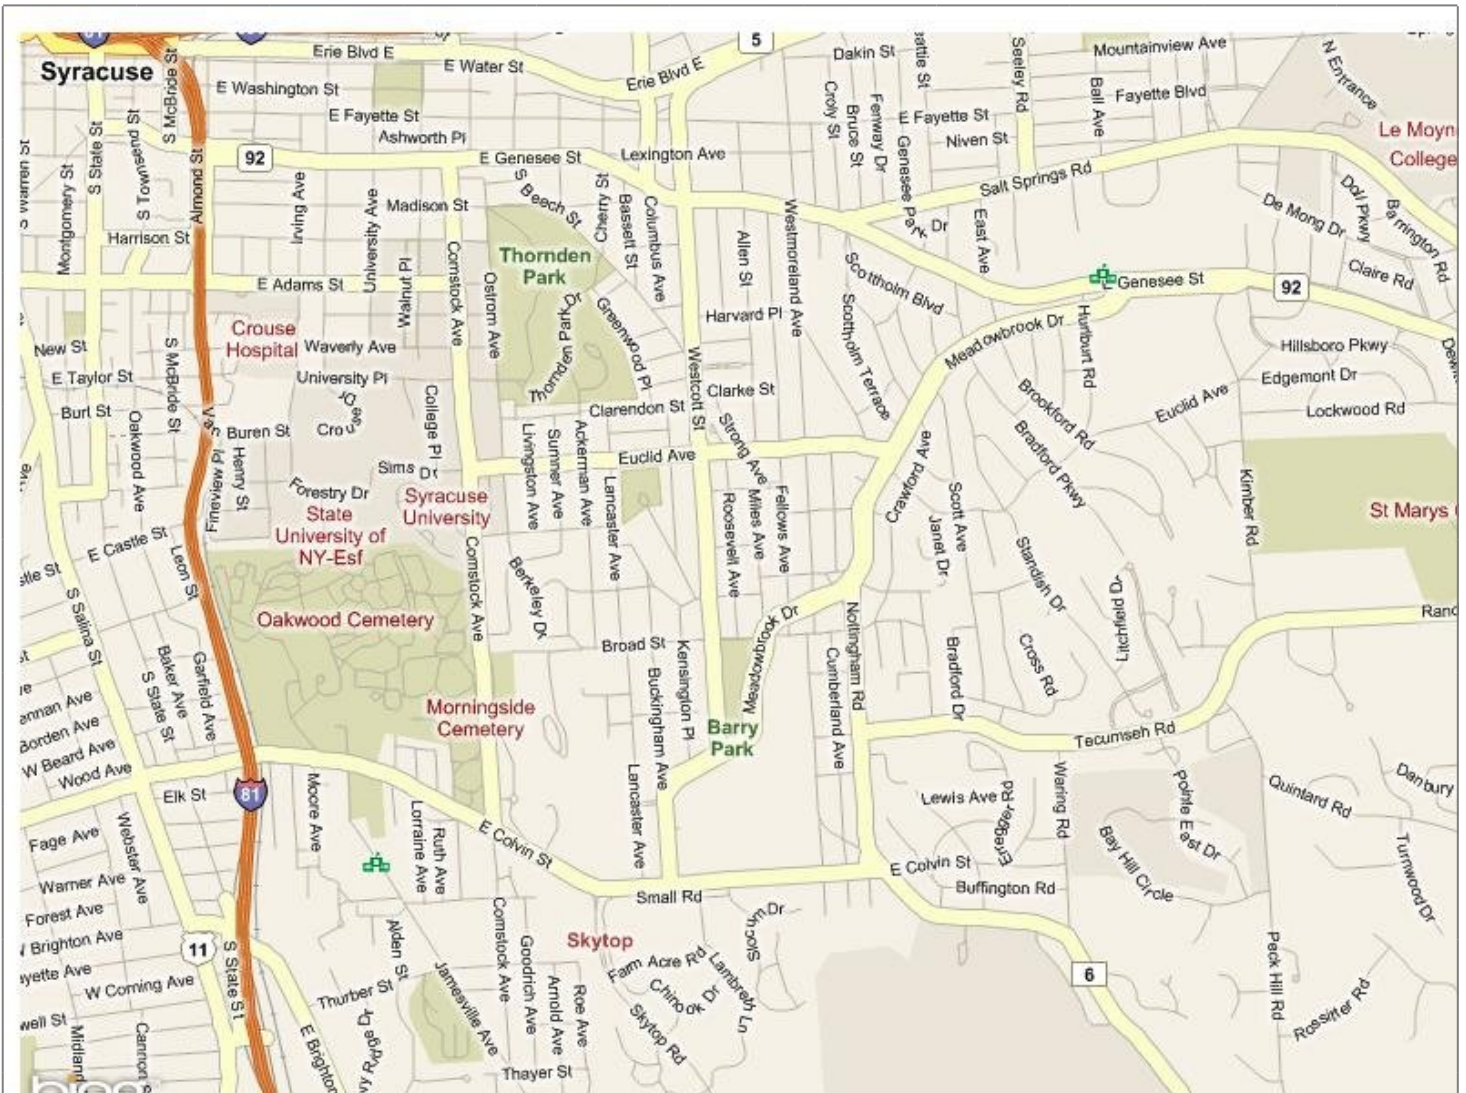 Syracuse
5
Erie Blvd E
E Water St
Erie Blvd E
Dakin St
Seeley Rd
Mountainview Ave
N Entrance
S McBride St
E Washington St
Croly St
Bruce St
Fenway Dr
Ball Ave
Fayette Blvd
E Fayette St
E Fayette St
Niven St
Ashworth Pl
Le Moyn
College
S State St
S Townsend St
92
E Genesee St
Lexington Ave
Genesee Park Dr
Salt Springs Rd
Almond St
Montgomery St
Irving Ave
University Ave
Madison St
S Beech St
Cherry St
Bassett St
Columbus Ave
Westmoreland Ave
East Ave
De Mong Dr
Barrington Rd
Harrison St
Thornden
Park
Allen St
Scottholm Blvd
Claire Rd
E Adams St
Walnut Pl
Comstock Ave
Ostrom Ave
Thornden Park Dr
Greenwood Pl
Genesee St
92
Harvard Pl
Scottholm Terrace
Meadowbrook Dr
Hurlburt Rd
Crouse
Hospital
New St
S McBride St
Waverly Ave
Hillsboro Pkwy
E Taylor St
University Pl
Westcott St
Clarke St
Edgemont Dr
Burt St
Oakwood Ave
Van
Buren St
Crouse Dr
College Pl
Clarendon St
Strong Ave
Brookford Rd
Euclid Ave
Lockwood Rd
Livingston Ave
Sumner Ave
Ackerman Ave
Euclid Ave
Crawford Ave
Bradford Pkwy
Henry St
Fineview Pl
Sims Dr
Lancaster Ave
Kimber Rd
Forestry Dr
Syracuse
University
Roosevelt Ave
Miles Ave
Fellows Ave
Scott Ave
Janet Dr
State
University of
NY-Esf
St Marys
E Castle St
Leon St
Comstock Ave
Berkeley Dr
Standish Dr
S Salina St
Oakwood Cemetery
Meadowbrook Dr
Nottingham Rd
Litchfield Dr
Baker Ave
Garfield Ave
S State St
Broad St
Kensington Pl
Buckingham Ave
Cumberland Ave
Bradford Dr
Cross Rd
Borden Ave
W Beard Ave
Wood Ave
Morningside
Cemetery
Barry
Park
Tecumseh Rd
Elk St
81
Moore Ave
Lorraine Ave
Ruth Ave
Lancaster Ave
Lewis Ave
Waring Rd
Pointe East Dr
Quintard Rd
Danbury
Fage Ave
Webster Ave
E Colvin St
E Colvin St
Bay Hill Circle
Turnwood Dr
Warner Ave
Small Rd
Buffington Rd
Forest Ave
Brighton Ave
11
S State St
Alden St
Comstock Ave
Goodrich Ave
Arnold Ave
Roe Ave
Skytop
Slocum Dr
Farm Acre Rd
Lambreth Ln
Chinook Dr
Skytop Rd
6
Peck Hill Rd
Rossiter Rd
W Corning Ave
Thurber St
Jamesville Ave
Midland
Cannon S
E Brighton
Thayer St